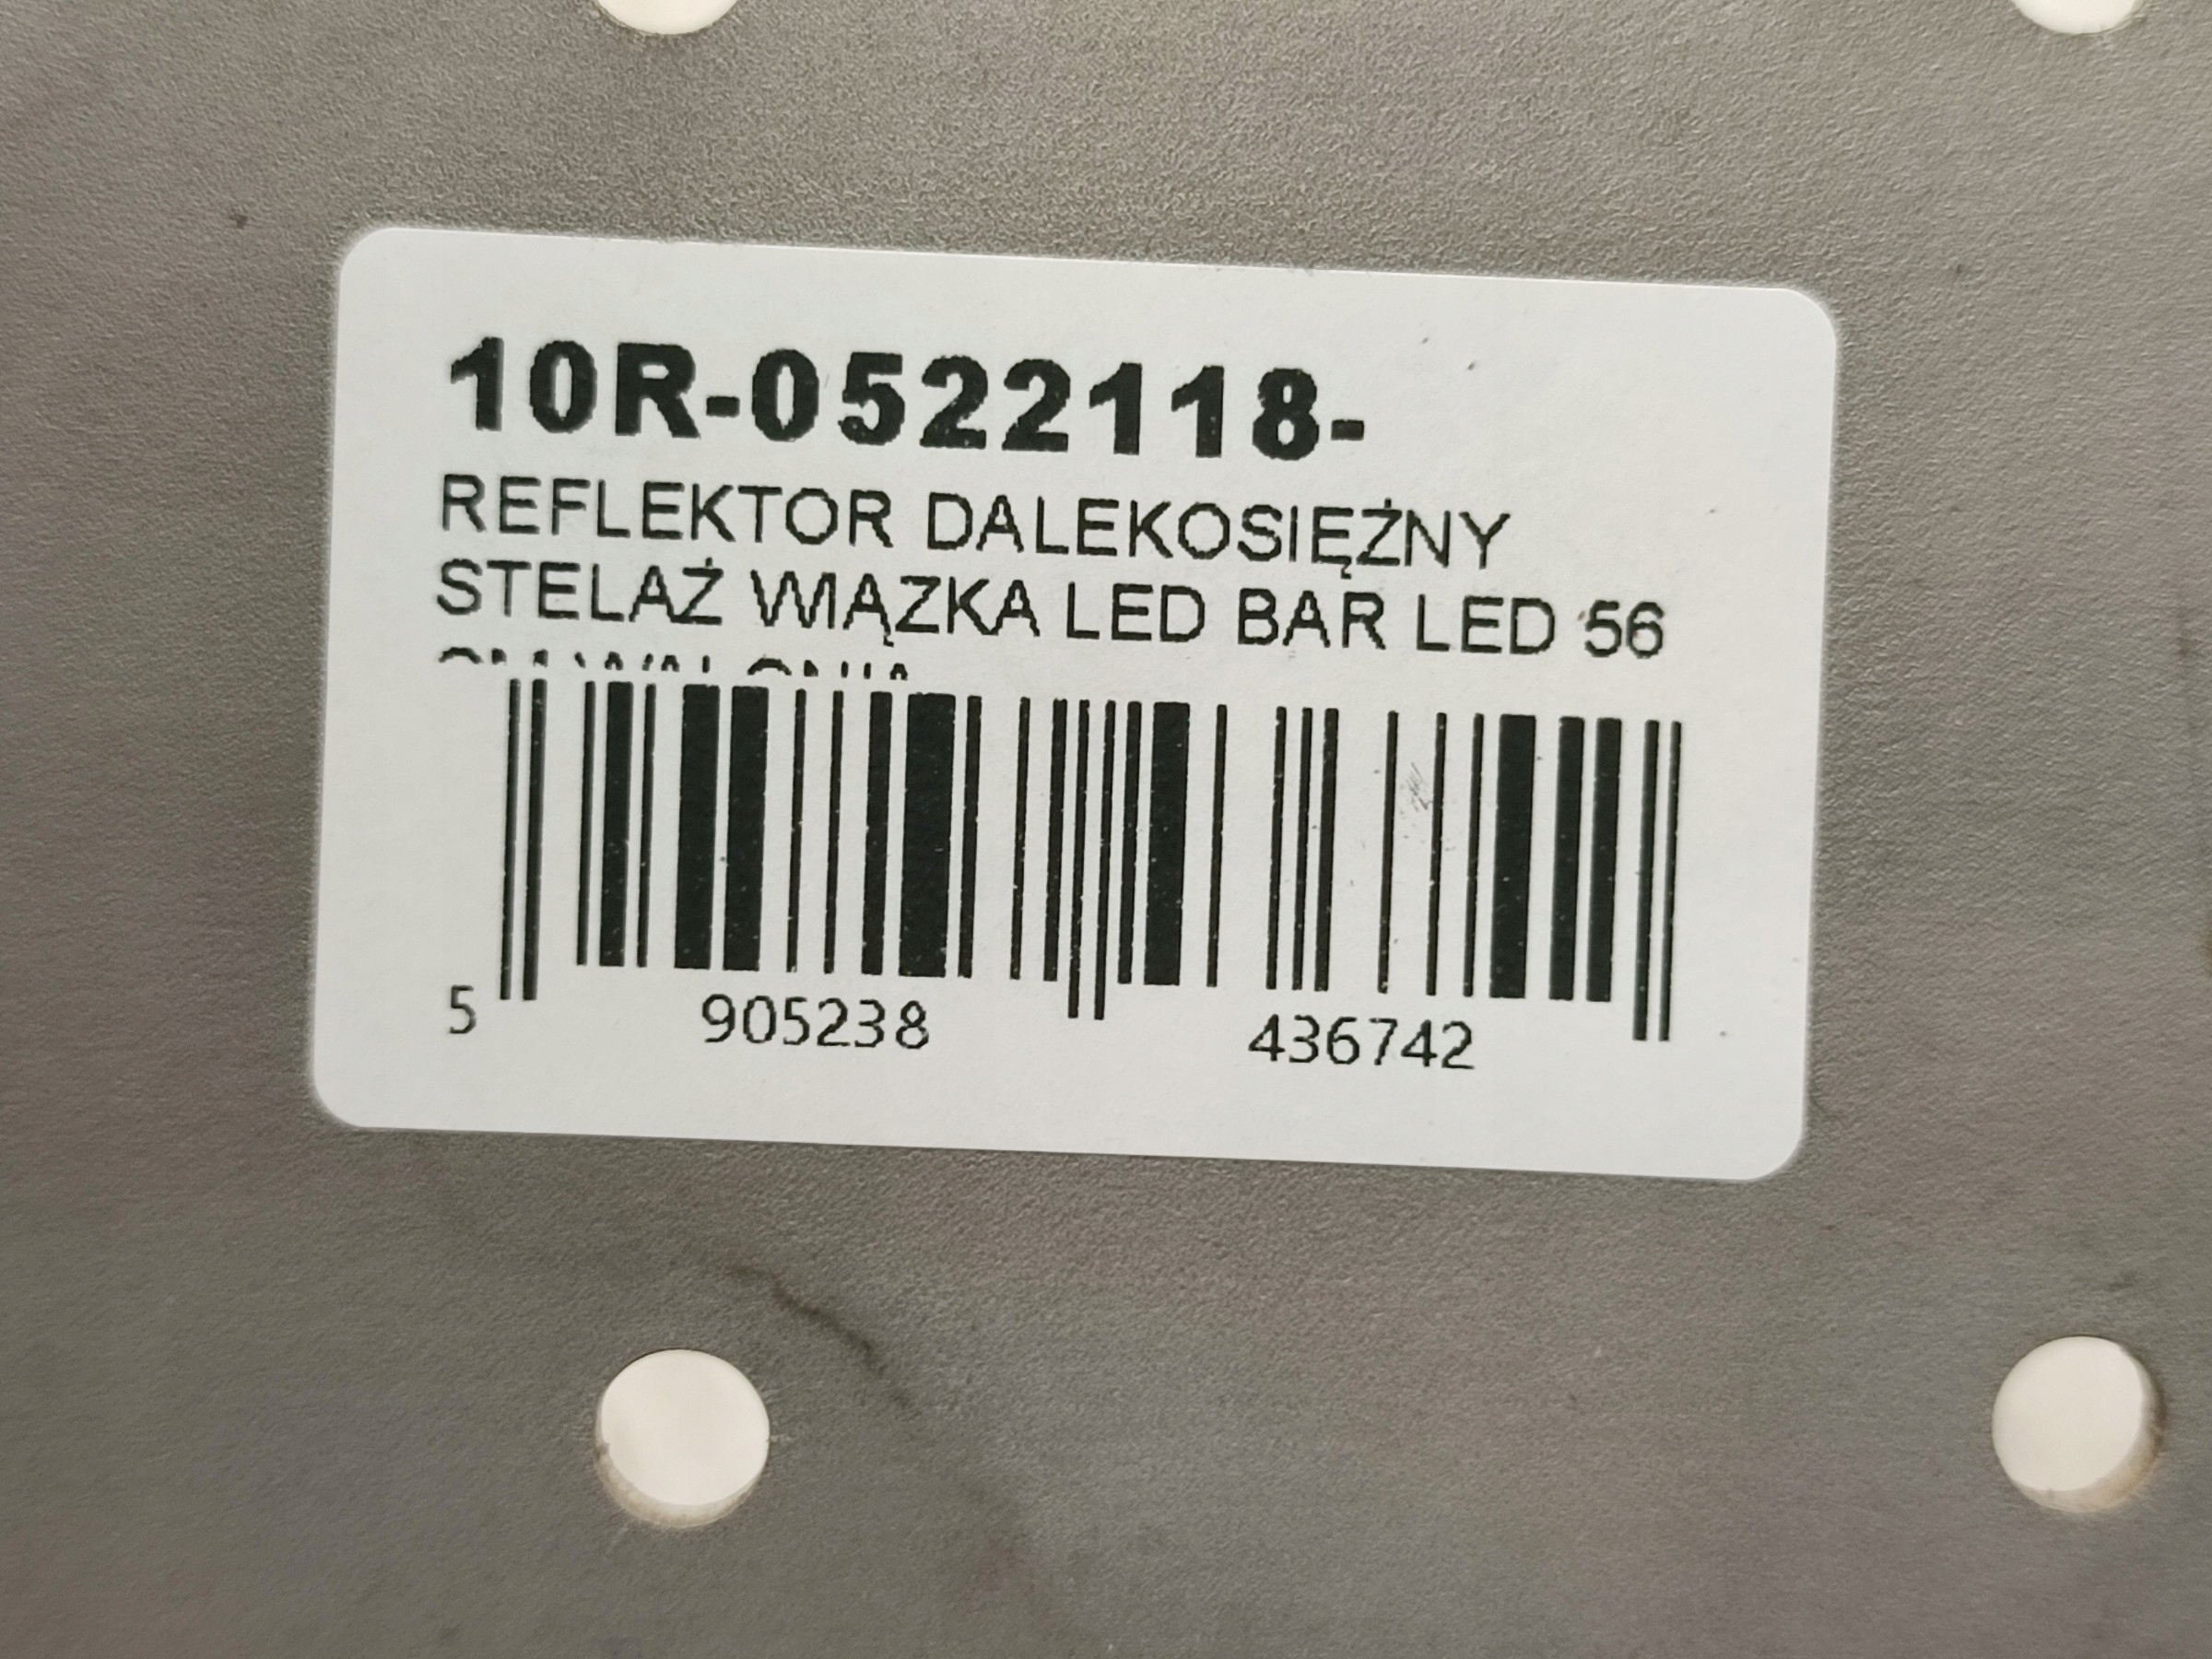 10R-0522118-
REFLEKTOR DALEKOSIĘŻNY
STELAŻ WIĄZKA LED BAR LED 56
5 905238 436742